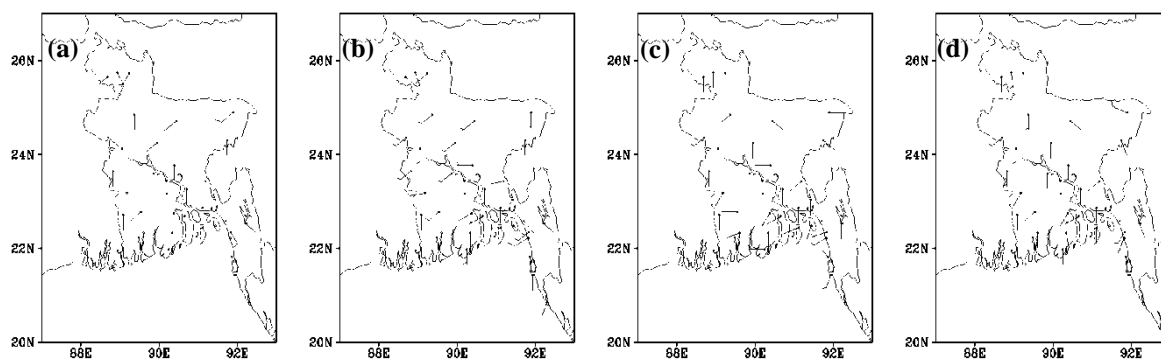 (a) (b) (c) (d)
26N 26N 26N 26N
24N 24N 24N 24N
22N 22N 22N 22N
20N 20N 20N 20N
88E 90E 92E 88E 90E 92E 88E 90E 92E 88E 90E 92E